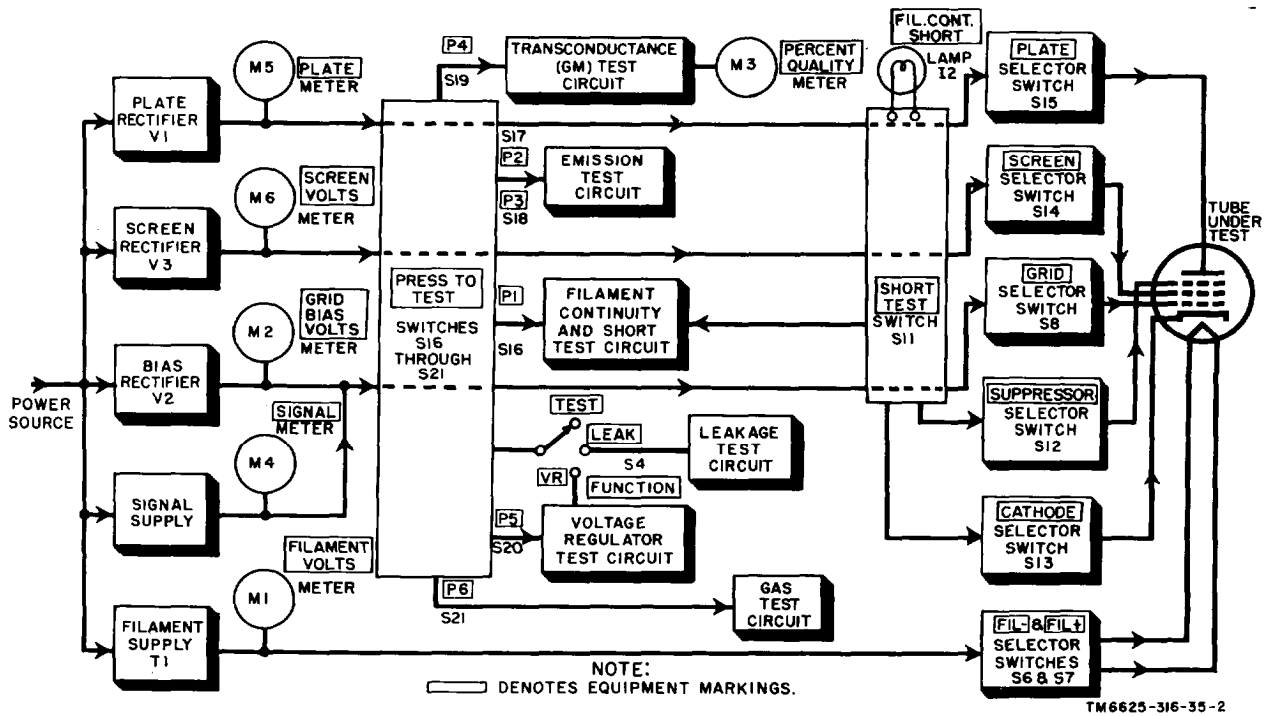 POWER
SOURCE
PLATE
RECTIFIER
V1
SCREEN
RECTIFIER
V3
BIAS
RECTIFIER
V2
SIGNAL
SUPPLY
FILAMENT
SUPPLY
T1
M5
PLATE
METER
M6
SCREEN
VOLTS
METER
M2
GRID
BIAS
VOLTS
METER
M4
SIGNAL
METER
M1
FILAMENT
VOLTS
METER
PRESS TO
TEST
SWITCHES
S16
THROUGH
S21
P4
S19
TRANSCONDUCTANCE
(GM) TEST
CIRCUIT
M3
PERCENT
QUALITY
METER
S17
P2
P3
S18
EMISSION
TEST
CIRCUIT
P1
S16
FILAMENT
CONTINUITY
AND SHORT
TEST CIRCUIT
TEST
LEAK
S4
VR
FUNCTION
LEAKAGE
TEST
CIRCUIT
P5
S20
VOLTAGE
REGULATOR
TEST CIRCUIT
P6
S21
GAS
TEST
CIRCUIT
FIL. CONT.
SHORT
LAMP
I2
SHORT
TEST
SWITCH
S11
PLATE
SELECTOR
SWITCH
S15
SCREEN
SELECTOR
SWITCH
S14
GRID
SELECTOR
SWITCH
S8
SUPPRESSOR
SELECTOR
SWITCH
S12
CATHODE
SELECTOR
SWITCH
S13
FIL- & FIL+
SELECTOR
SWITCHES
S6 & S7
TUBE
UNDER
TEST
NOTE:
DENOTES EQUIPMENT MARKINGS.
TM6625-316-35-2